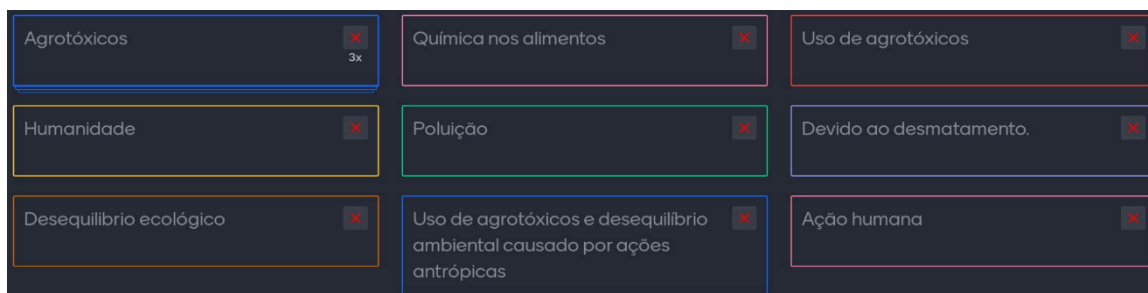 Agrotóxicos
3x
Química nos alimentos
Uso de agrotóxicos
Humanidade
Poluição
Devido ao desmatamento.
Desequilibrio ecológico
Uso de agrotóxicos e desequilíbrio
ambiental causado por ações
antrópicas
Ação humana